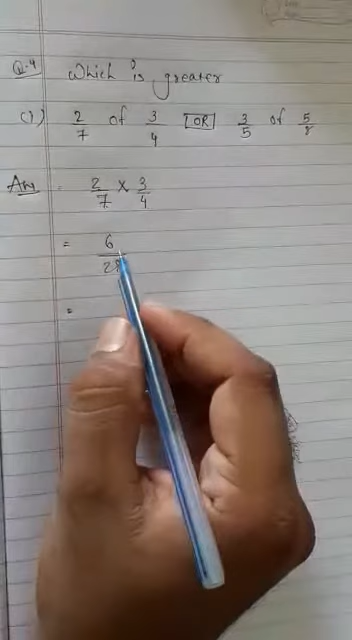 Q.4 Which is greater
(i) 2/7 of 3/4 OR 3/5 of 5/8
Ans = 2/7 × 3/4
= 6/28
=